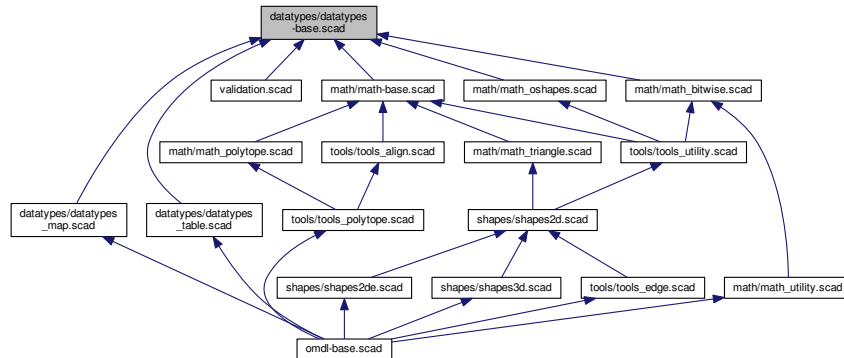 datatypes/datatypes
-base.scad
validation.scad
math/math-base.scad
math/math_oshapes.scad
math/math_bitwise.scad
math/math_polytope.scad
tools/tools_align.scad
math/math_triangle.scad
tools/tools_utility.scad
datatypes/datatypes
_map.scad
datatypes/datatypes
_table.scad
tools/tools_polytope.scad
shapes/shapes2d.scad
shapes/shapes2de.scad
shapes/shapes3d.scad
tools/tools_edge.scad
math/math_utility.scad
omdl-base.scad